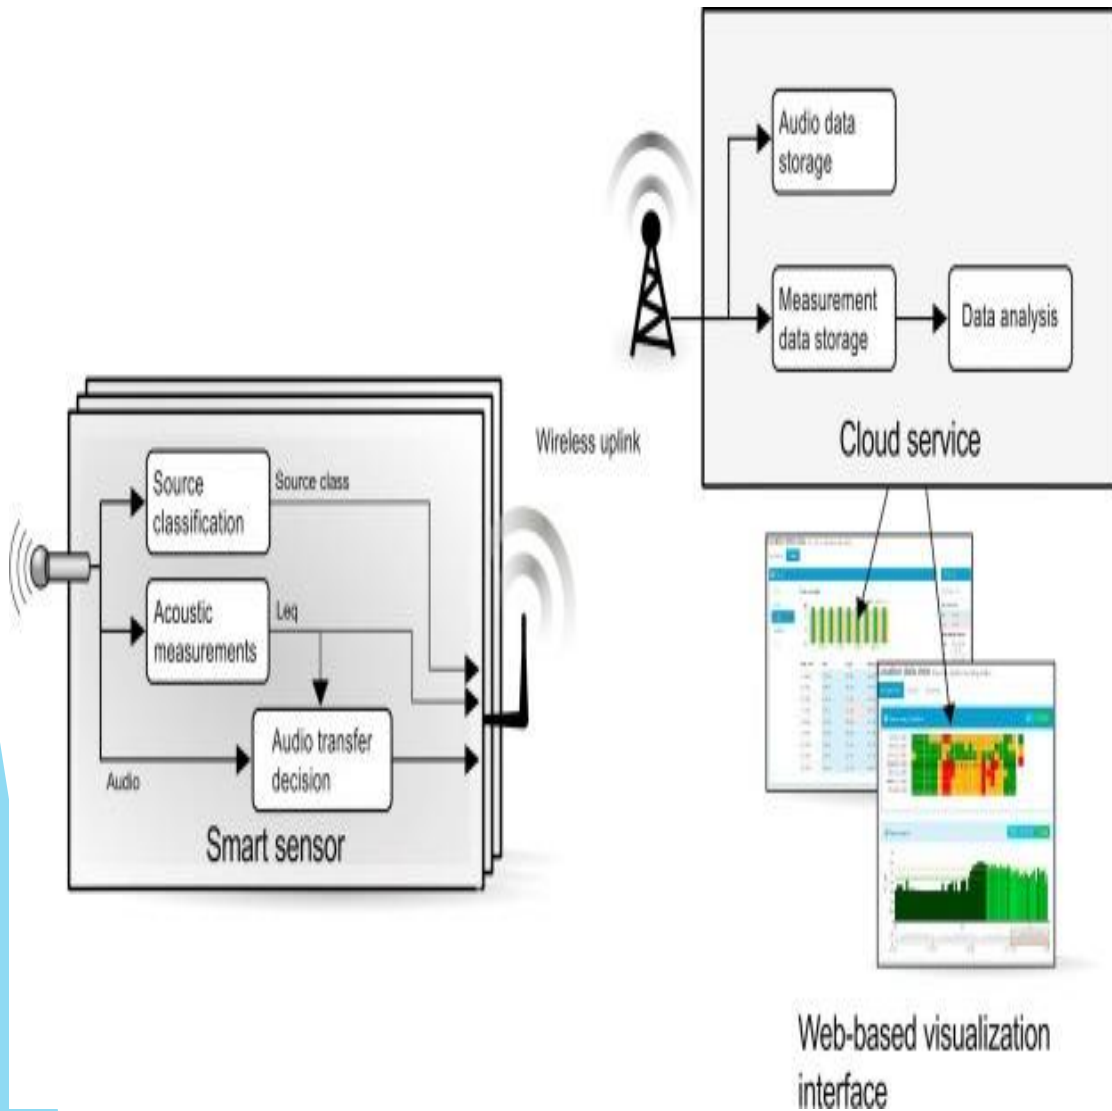 Audio data
storage
Measurement
data storage
Data analysis
Cloud service
Wireless uplink
Source
classification
Source class
Acoustic
measurements
Leq
Audio transfer
decision
Audio
Smart sensor
Web-based visualization
interface